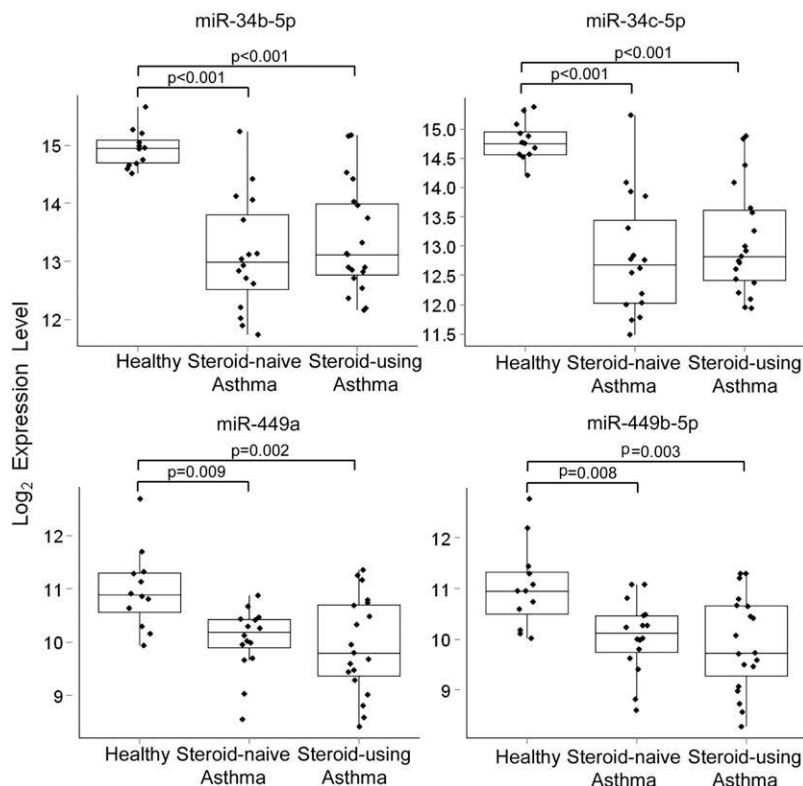 miR-34b-5p
p<0.001
p<0.001
15
14
13
12
Healthy Steroid-naive Steroid-using
Asthma Asthma
miR-34c-5p
p<0.001
p<0.001
15.0
14.5
14.0
13.5
13.0
12.5
12.0
11.5
Healthy Steroid-naive Steroid-using
Asthma Asthma
Log2 Expression Level
miR-449a
p=0.002
p=0.009
12
11
10
9
Healthy Steroid-naive Steroid-using
Asthma Asthma
miR-449b-5p
p=0.003
p=0.008
12
11
10
9
Healthy Steroid-naive Steroid-using
Asthma Asthma